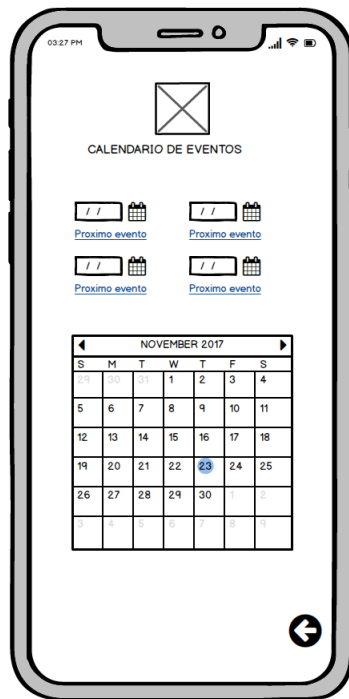 03:27 PM
CALENDARIO DE EVENTOS
/ / / /
Proximo evento Proximo evento
/ / / /
Proximo evento Proximo evento
NOVEMBER 2017
S M T W T F S
29 30 31 1 2 3 4
5 6 7 8 9 10 11
12 13 14 15 16 17 18
19 20 21 22 23 24 25
26 27 28 29 30 1 2
3 4 5 6 7 8 9